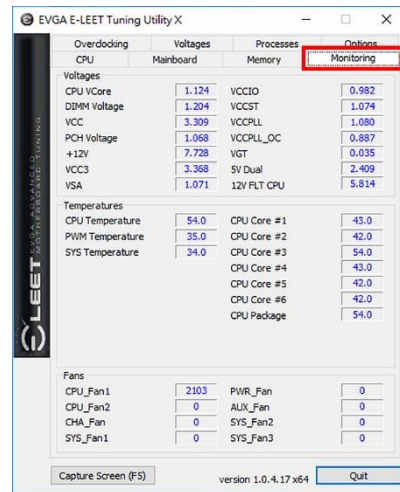 EVGA E-LEET Tuning Utility X
Overclocking Voltages Processes Options
CPU Mainboard Memory Monitoring
Voltages
CPU VCore 1.124 VCCIO 0.982
DIMM Voltage 1.204 VCCST 1.074
VCC 3.309 VCCPLL 1.080
PCH Voltage 1.068 VCCPLL_OC 0.887
+12V 7.728 VGT 0.035
VCC3 3.368 5V Dual 2.409
VSA 1.071 12V FLT CPU 5.814
Temperatures
CPU Temperature 54.0 CPU Core #1 43.0
PWM Temperature 35.0 CPU Core #2 42.0
SYS Temperature 34.0 CPU Core #3 54.0
CPU Core #4 43.0
CPU Core #5 42.0
CPU Core #6 42.0
CPU Package 54.0
Fans
CPU_Fan1 2103 PWR_Fan 0
CPU_Fan2 0 AUX_Fan 0
CHA_Fan 0 SYS_Fan2 0
SYS_Fan1 0 SYS_Fan3 0
Capture Screen (F5) version 1.0.4.17 x64 Quit
ELEET
EVGA ADVANCED
MOTHERBOARD TUNING